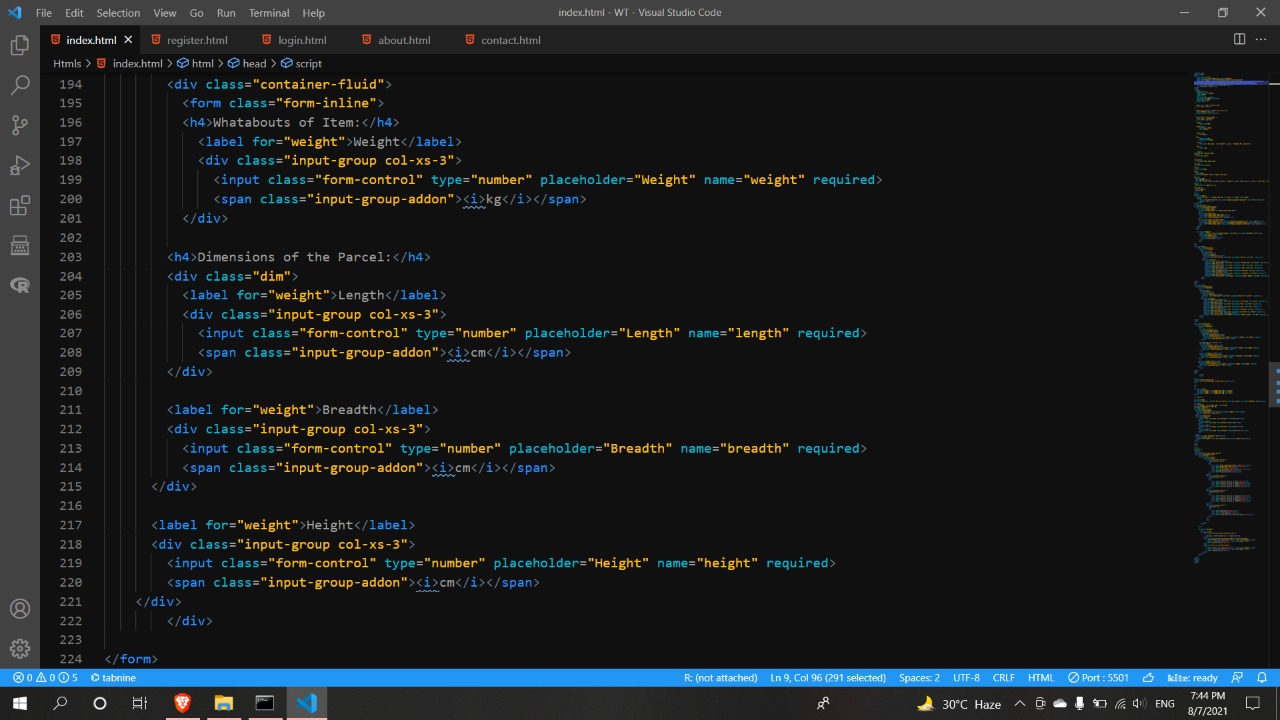 File Edit Selection View Go Run Terminal Help index.html - WT - Visual Studio Code
index.html register.html login.html about.html contact.html
Htmls > index.html > html > head > script
194 <div class="container-fluid">
195 <form class="form-inline">
196 <h4>Whatabouts of Item:</h4>
197 <label for="weight">Weight</label>
198 <div class="input-group col-xs-3">
199 <input class="form-control" type="number" placeholder="Weight" name="weight" required>
200 <span class="input-group-addon"><i>kg</i></span>
201 </div>
202
203 <h4>Dimensions of the Parcel:</h4>
204 <div class="dim">
205 <label for="weight">Length</label>
206 <div class="input-group col-xs-3">
207 <input class="form-control" type="number" placeholder="Length" name="length" required>
208 <span class="input-group-addon"><i>cm</i></span>
209 </div>
210
211 <label for="weight">Breadth</label>
212 <div class="input-group col-xs-3">
213 <input class="form-control" type="number" placeholder="Breadth" name="breadth" required>
214 <span class="input-group-addon"><i>cm</i></span>
215 </div>
216
217 <label for="weight">Height</label>
218 <div class="input-group col-xs-3">
219 <input class="form-control" type="number" placeholder="Height" name="height" required>
220 <span class="input-group-addon"><i>cm</i></span>
221 </div>
222 </div>
223
224 </form>
0 0 5 tabnine R: (not attached) Ln 9, Col 96 (291 selected) Spaces: 2 UTF-8 CRLF HTML Port : 5501 kite: ready
30°C Haze ENG 7:44 PM
8/7/2021